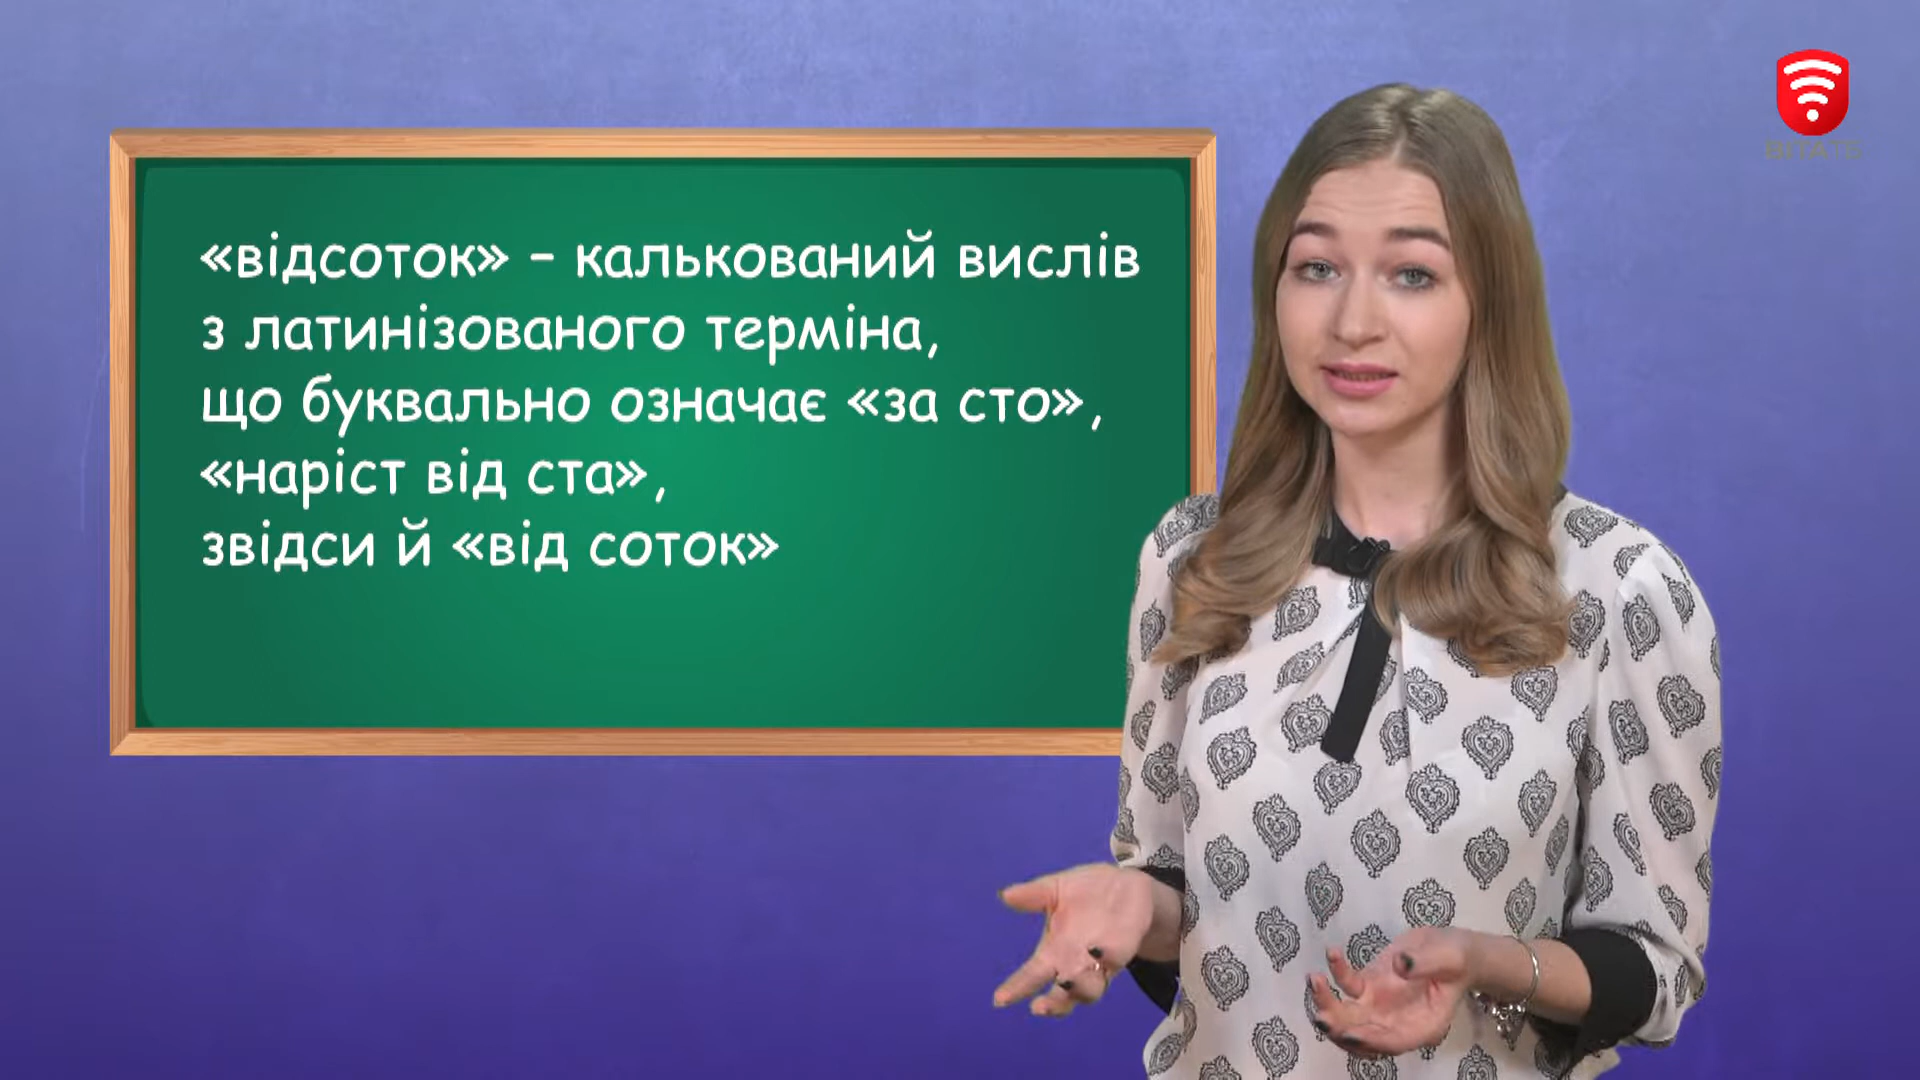 «відсоток» – калькований вислів
з латинізованого терміна,
що буквально означає «за сто»,
«наріст від ста»,
звідси й «від соток»